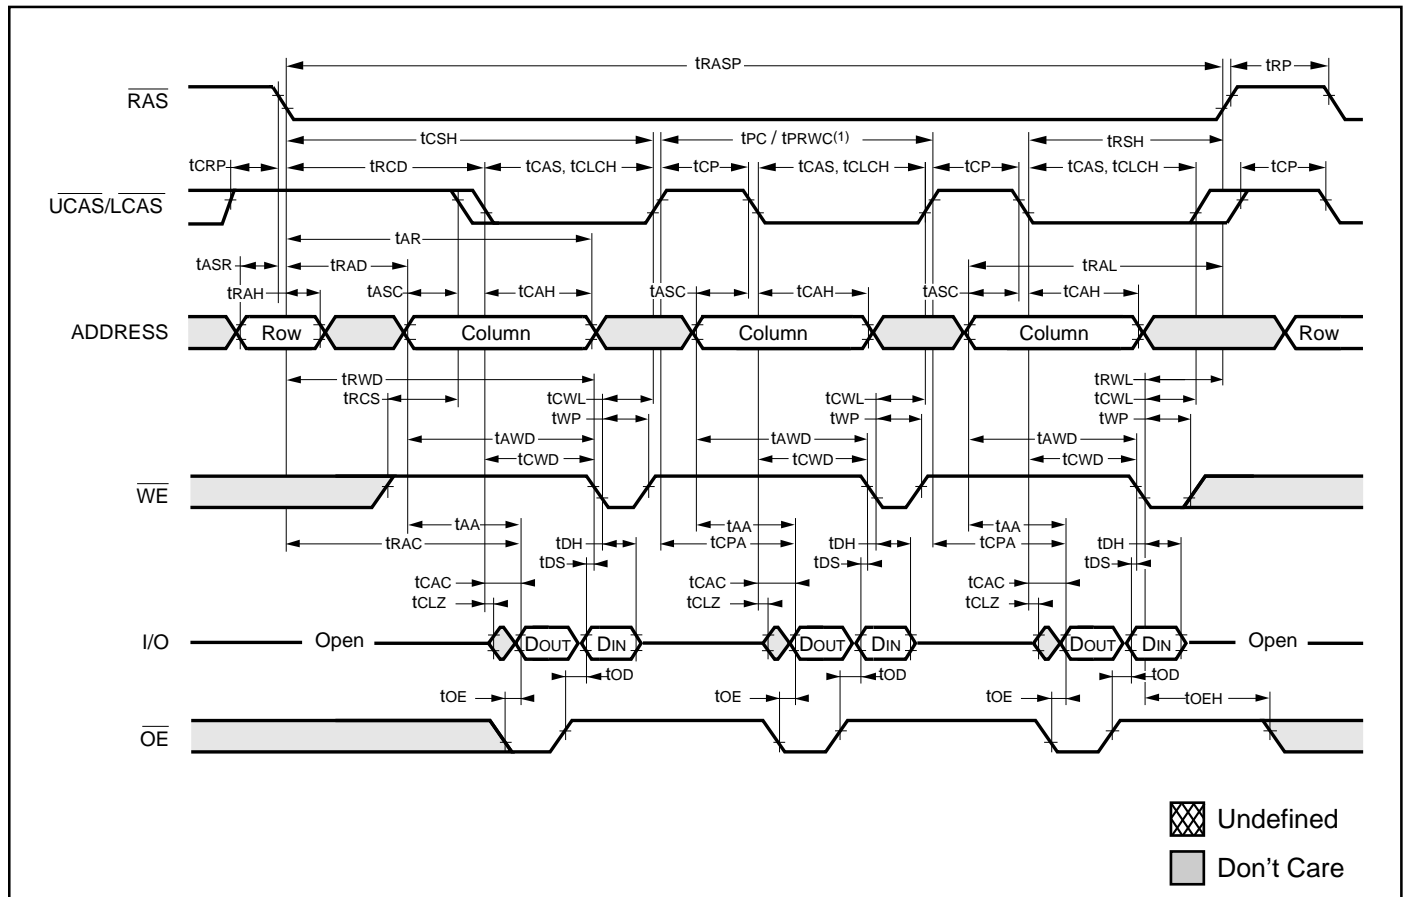 tRASP tRP
RAS
tCSH tPC / tPRWC(1) tRSH
tCRP tRCD tCAS, tCLCH tCP tCAS, tCLCH tCP tCAS, tCLCH tCP
UCAS/LCAS
tAR
tASR tRAD tRAL
tRAH tASC tCAH tASC tCAH tASC tCAH
ADDRESS Row Column Column Column Row
tRWD tRWL
tRCS tCWL tCWL tCWL
tWP tWP tWP
tAWD tAWD tAWD
tCWD tCWD tCWD
WE
tAA tAA tAA
tRAC tDH tCPA tDH tCPA tDH
tDS tDS tDS
tCAC tCAC tCAC
tCLZ tCLZ tCLZ
I/O Open DOUT DIN DOUT DIN DOUT DIN Open
tOD tOD tOD
tOE tOE tOE tOEH
OE
Undefined
Don't Care